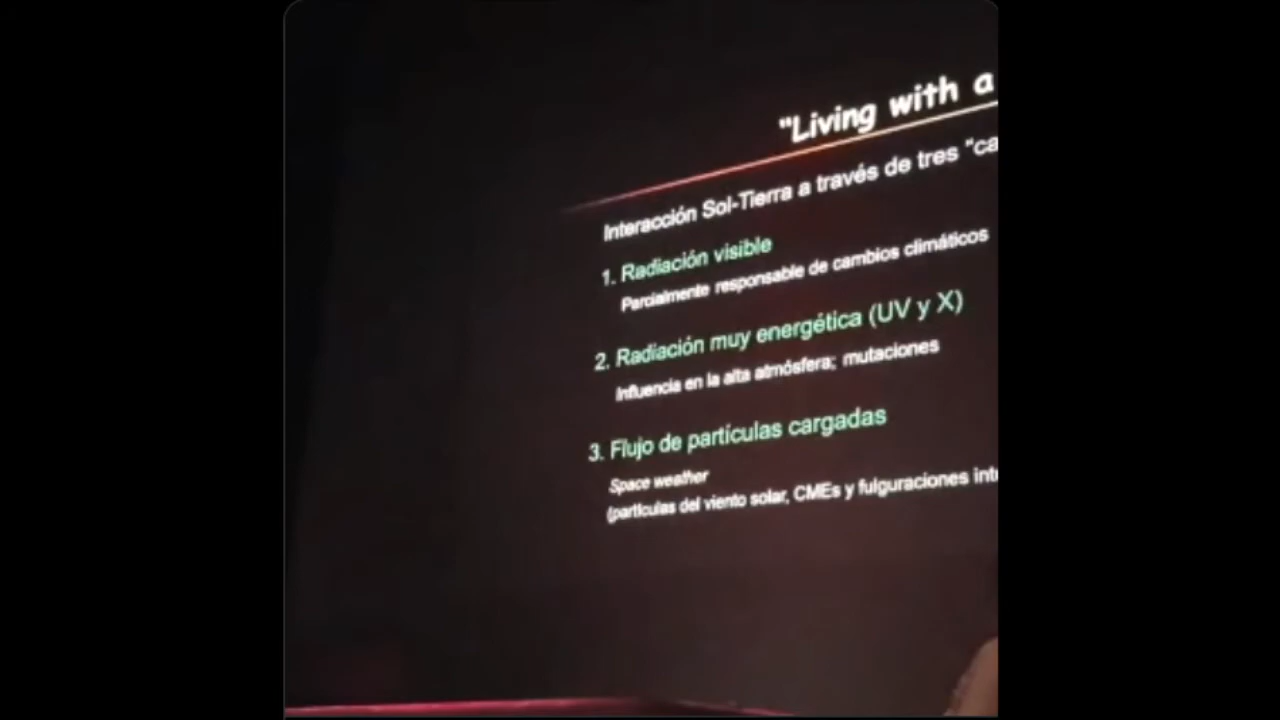 "Living with a
Interacción Sol-Tierra a través de tres "ca
1. Radiación visible
Parcialmente responsable de cambios climáticos
2. Radiación muy energética (UV y X)
Influencia en la alta atmósfera; mutaciones
3. Flujo de partículas cargadas
Space weather
(partículas del viento solar, CMEs y fulguraciones int